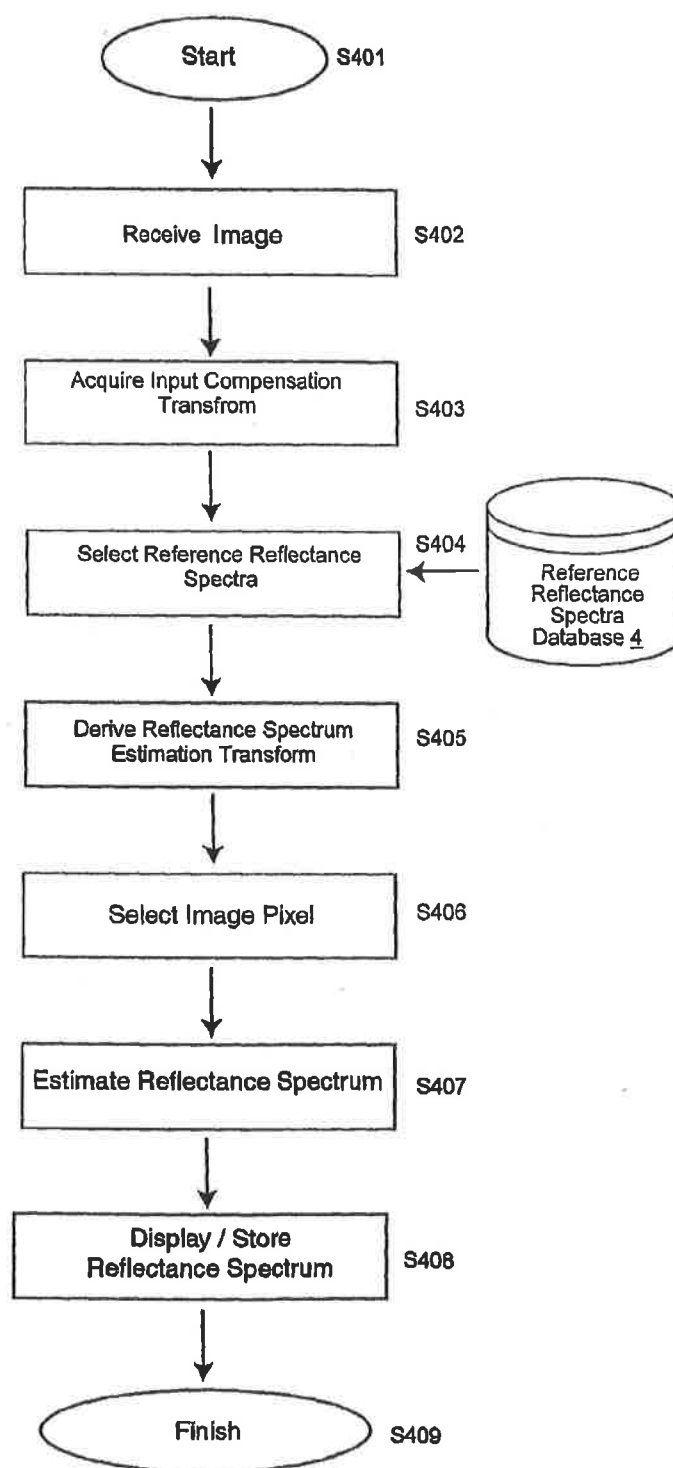 Start
S401
Receive Image
S402
Acquire Input Compensation
Transfrom
S403
Select Reference Reflectance
Spectra
S404
Reference
Reflectance
Spectra
Database 4
Derive Reflectance Spectrum
Estimation Transform
S405
Select Image Pixel
S406
Estimate Reflectance Spectrum
S407
Display / Store
Reflectance Spectrum
S408
Finish
S409